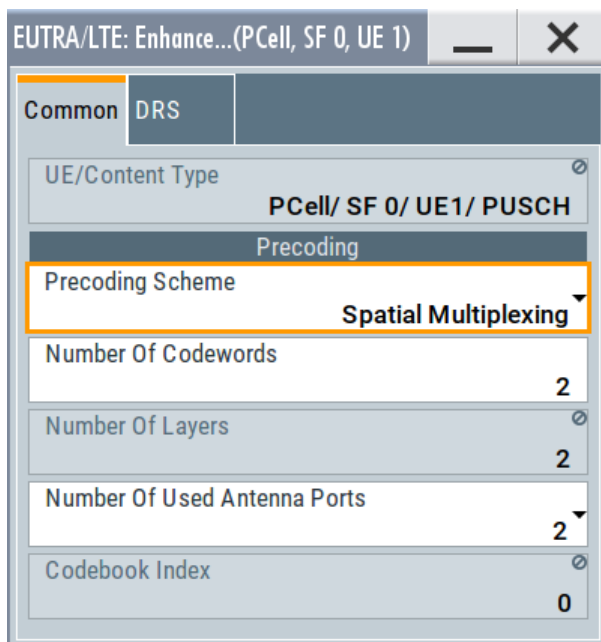 EUTRA/LTE: Enhance...(PCell, SF 0, UE 1)
Common DRS
UE/Content Type
PCell/ SF 0/ UE1/ PUSCH
Precoding
Precoding Scheme
Spatial Multiplexing
Number Of Codewords
2
Number Of Layers
2
Number Of Used Antenna Ports
2
Codebook Index
0